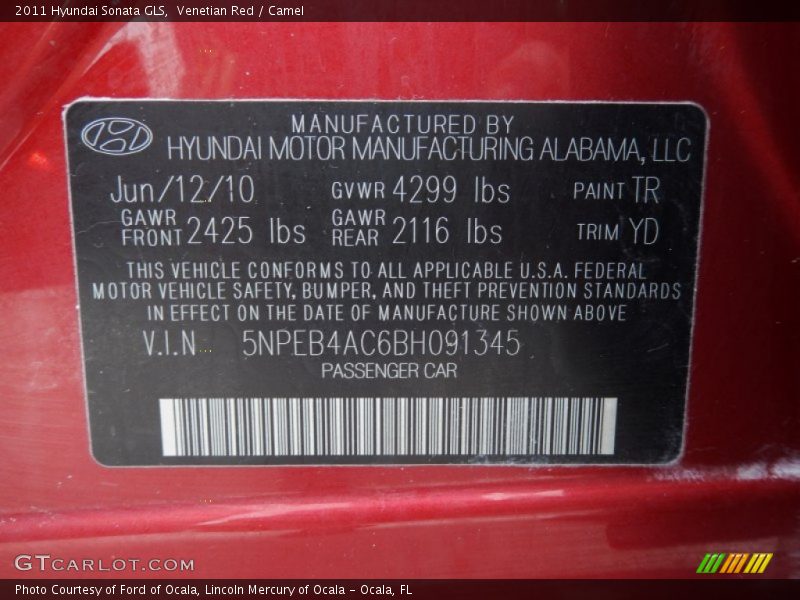 2011 Hyundai Sonata GLS, Venetian Red / Camel
MANUFACTURED BY
HYUNDAI MOTOR MANUFACTURING ALABAMA, LLC
Jun/12/10 GVWR 4299 lbs PAINT TR
GAWR FRONT 2425 lbs GAWR REAR 2116 lbs TRIM YD
THIS VEHICLE CONFORMS TO ALL APPLICABLE U.S.A. FEDERAL
MOTOR VEHICLE SAFETY, BUMPER, AND THEFT PREVENTION STANDARDS
IN EFFECT ON THE DATE OF MANUFACTURE SHOWN ABOVE
V.I.N 5NPEB4AC6BH091345
PASSENGER CAR
GTCARLOT.COM
Photo Courtesy of Ford of Ocala, Lincoln Mercury of Ocala - Ocala, FL